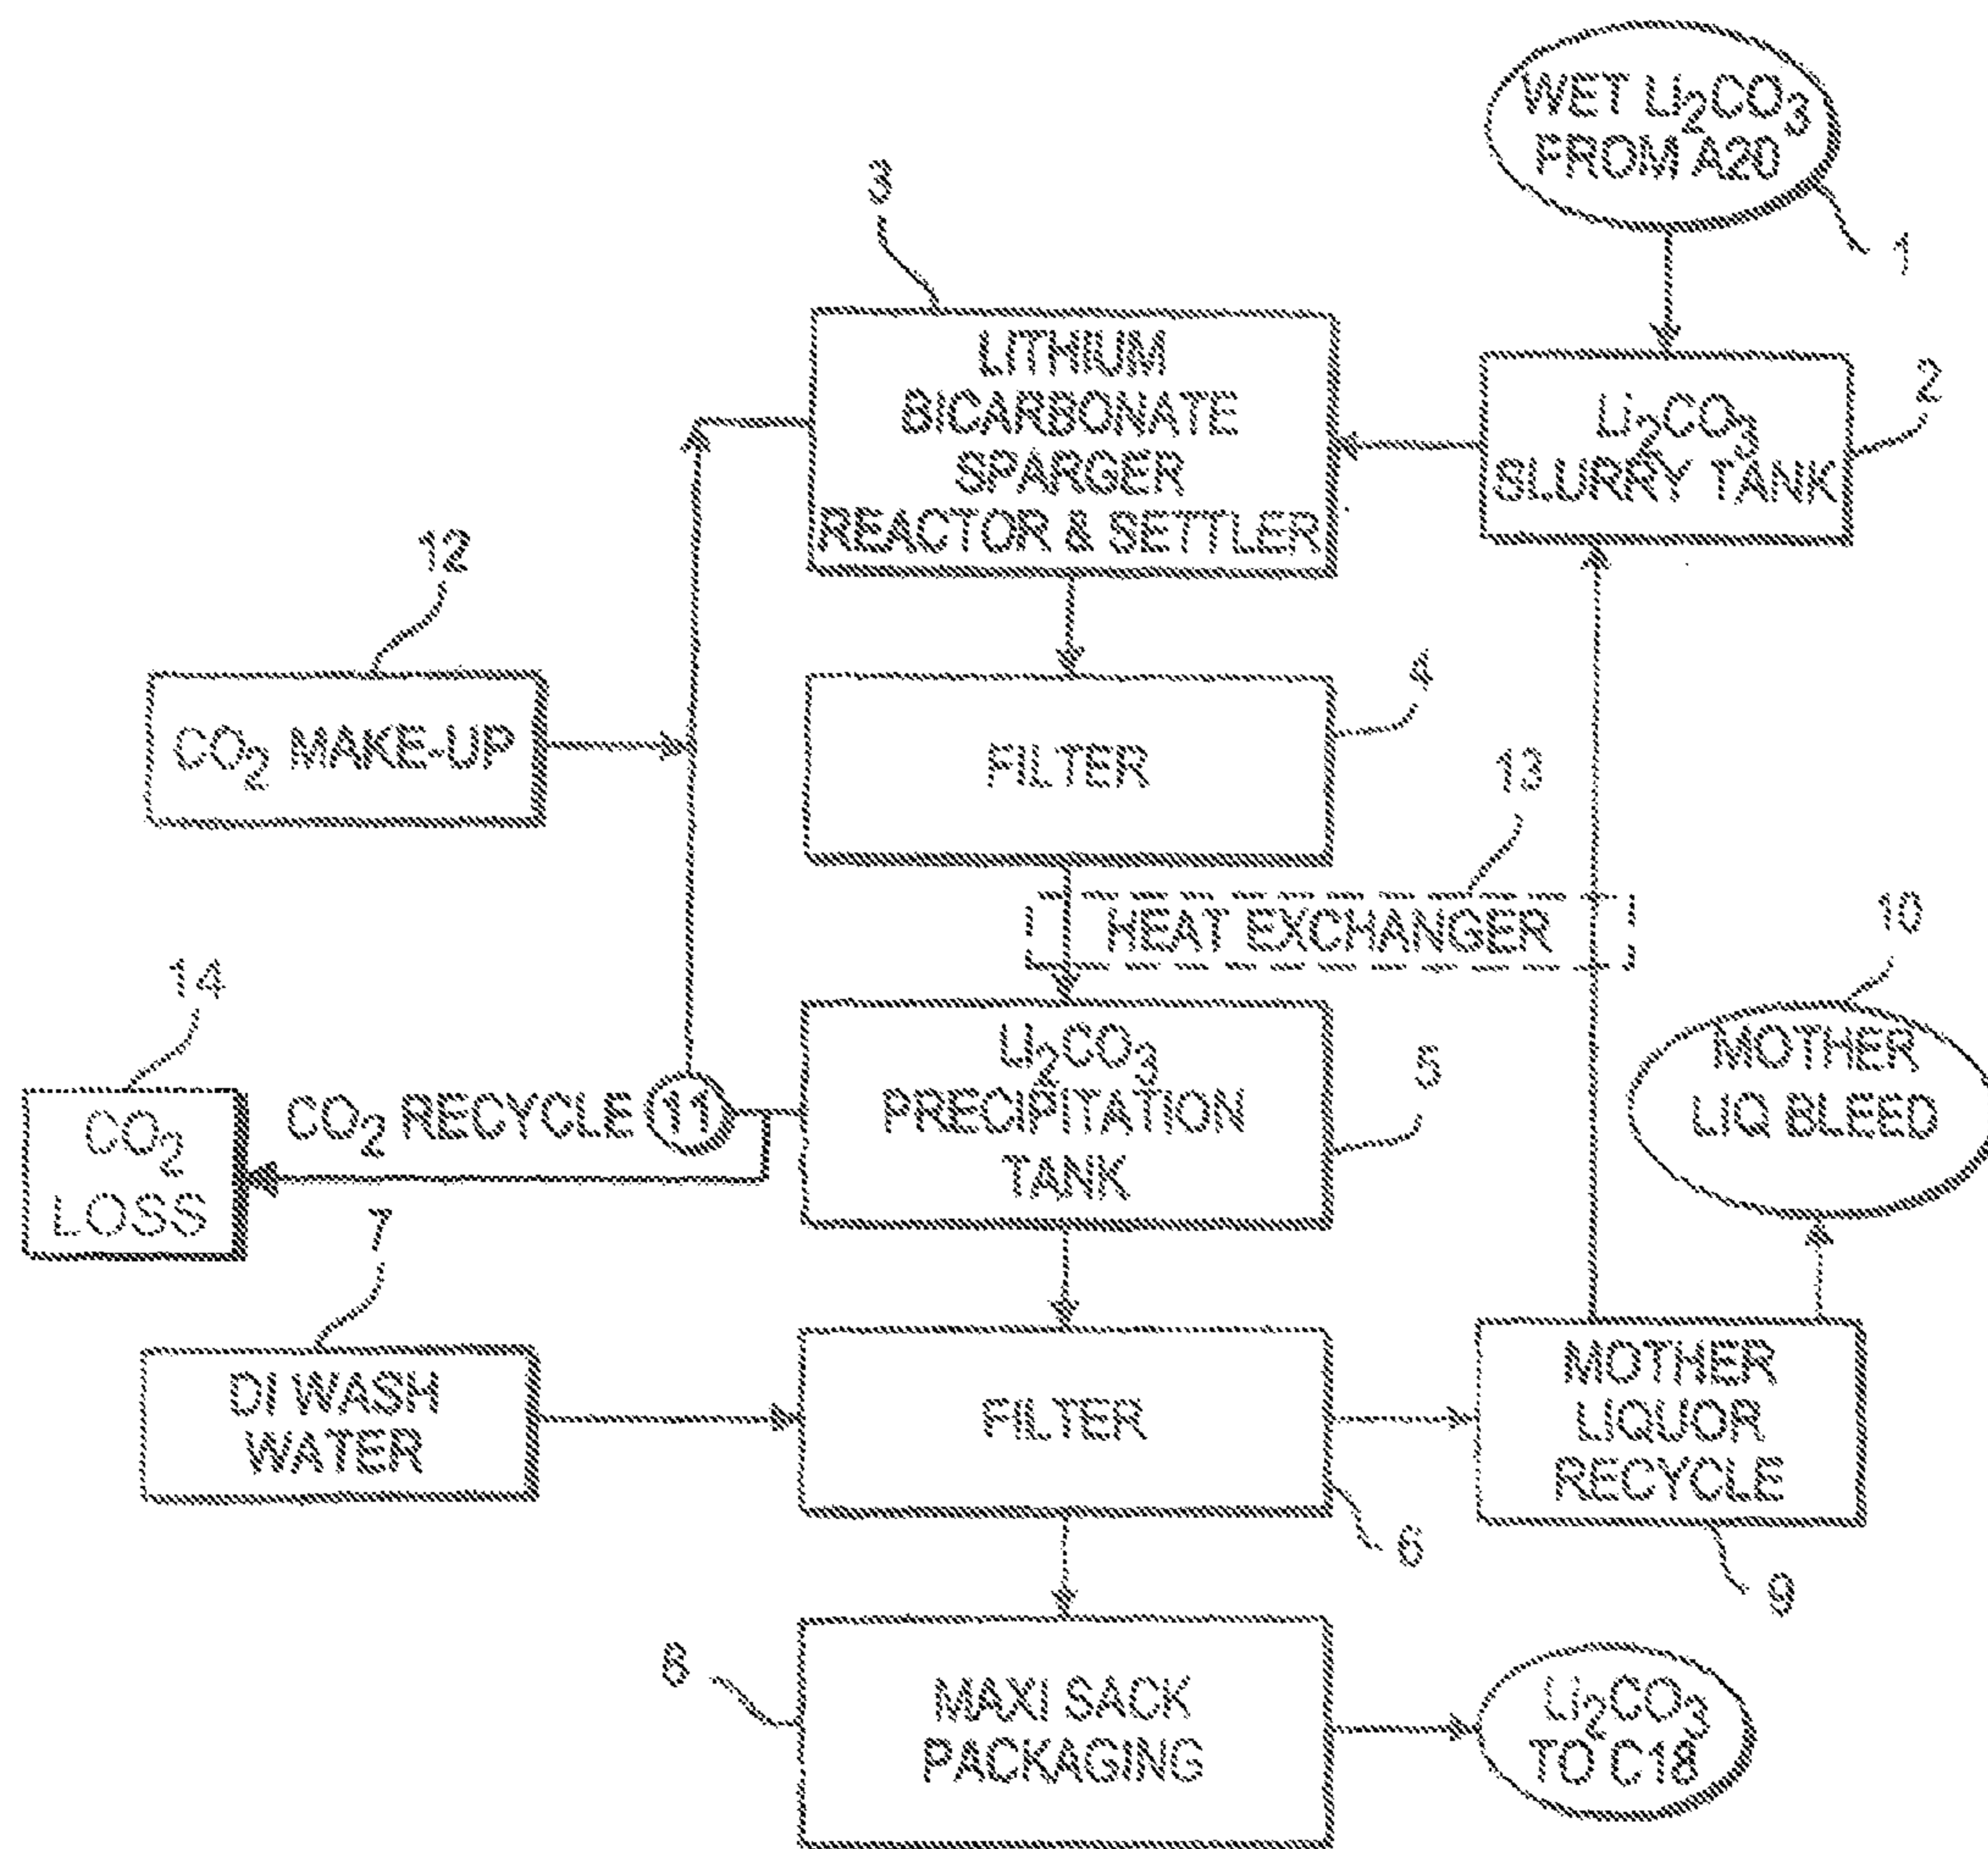 WET Li2CO3
FROM A20
1
3
LITHIUM
BICARBONATE
SPARGER
REACTOR & SETTLER
2
Li2CO3
SLURRY TANK
12
CO2 MAKE-UP
4
FILTER
13
HEAT EXCHANGER
10
MOTHER
LIQ BLEED
14
CO2
LOSS
CO2 RECYCLE 11
Li2CO3
PRECIPITATION
TANK
5
7
DI WASH
WATER
FILTER
6
MOTHER
LIQUOR
RECYCLE
9
8
MAXI SACK
PACKAGING
Li2CO3
TO C18